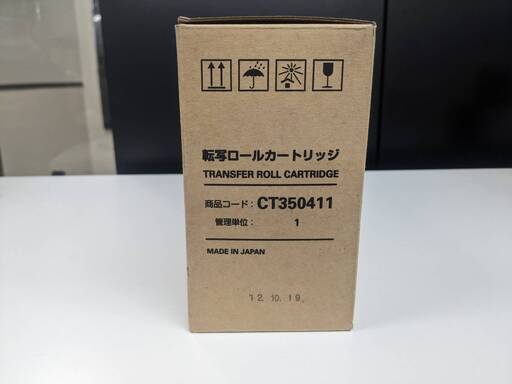 転写ロールカートリッジ
TRANSFER ROLL CARTRIDGE
商品コード：CT350411
管理単位： 1
MADE IN JAPAN
12.10.19.